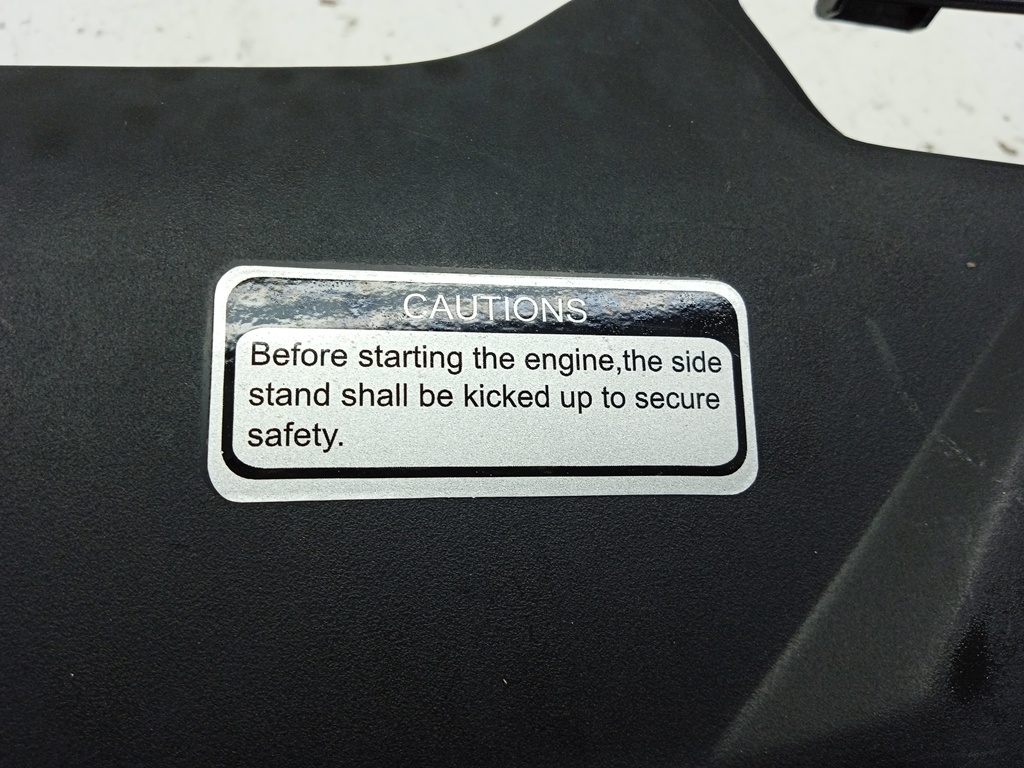 CAUTIONS
Before starting the engine,the side
stand shall be kicked up to secure
safety.